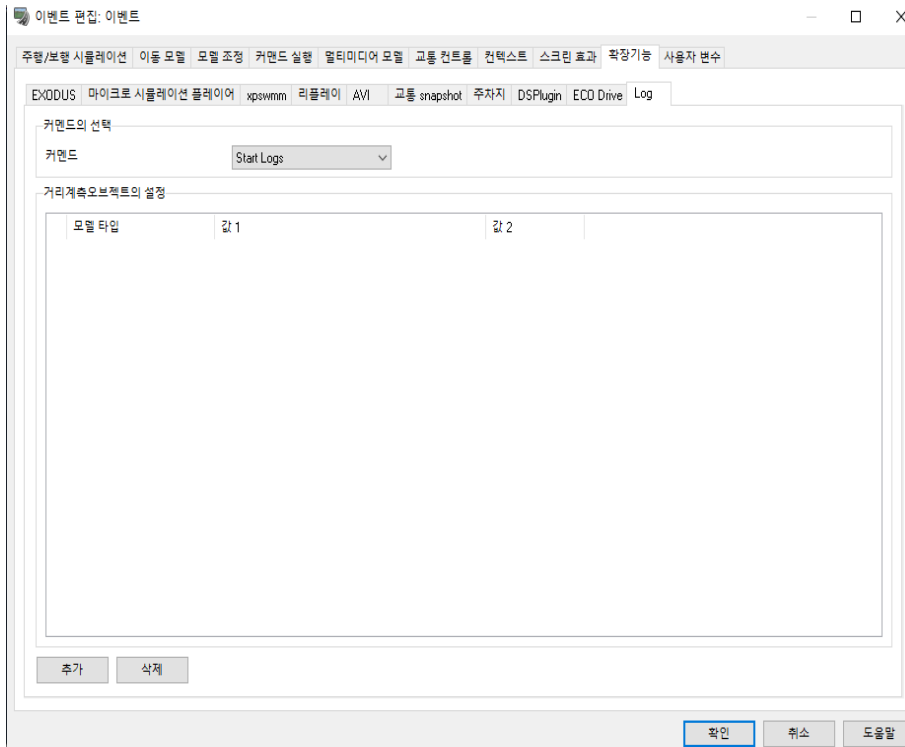 이벤트 편집: 이벤트
주행/보행 시뮬레이션 이동 모델 모델 조정 커맨드 실행 멀티미디어 모델 교통 컨트롤 컨텍스트 스크린 효과 확장기능 사용자 변수
EXODUS 마이크로 시뮬레이션 플레이어 xpswmm 리플레이 AVI 교통 snapshot 주차지 DSPlugin ECO Drive Log
커멘드의 선택
커멘드 Start Logs
거리계측오브젝트의 설정
모델 타입 값 1 값 2
추가 삭제
확인 취소 도움말